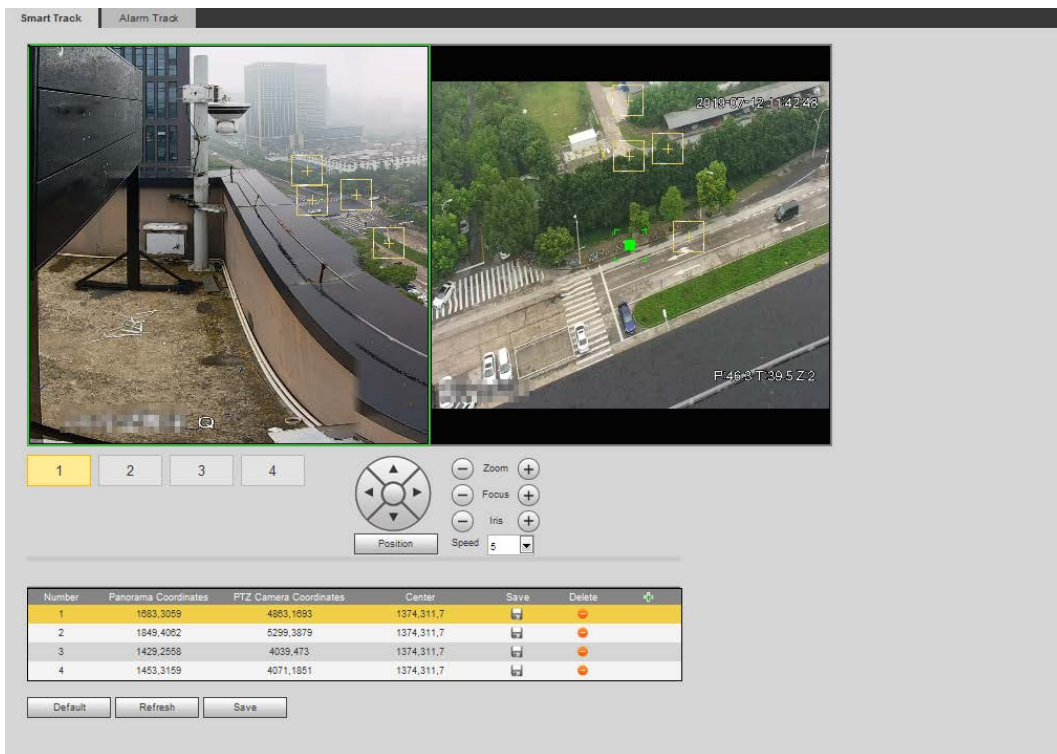 Smart Track Alarm Track
2019-07-12 11:42:48
P:46.3 T:39.5 Z:2
1 2 3 4
Zoom
Focus
Iris
Position Speed 5
Number Panorama Coordinates PTZ Camera Coordinates Center Save Delete
1 1683,3059 4863,1693 1374,311,7
2 1849,4062 5299,3879 1374,311,7
3 1429,2558 4039,473 1374,311,7
4 1453,3159 4071,1851 1374,311,7
Default Refresh Save